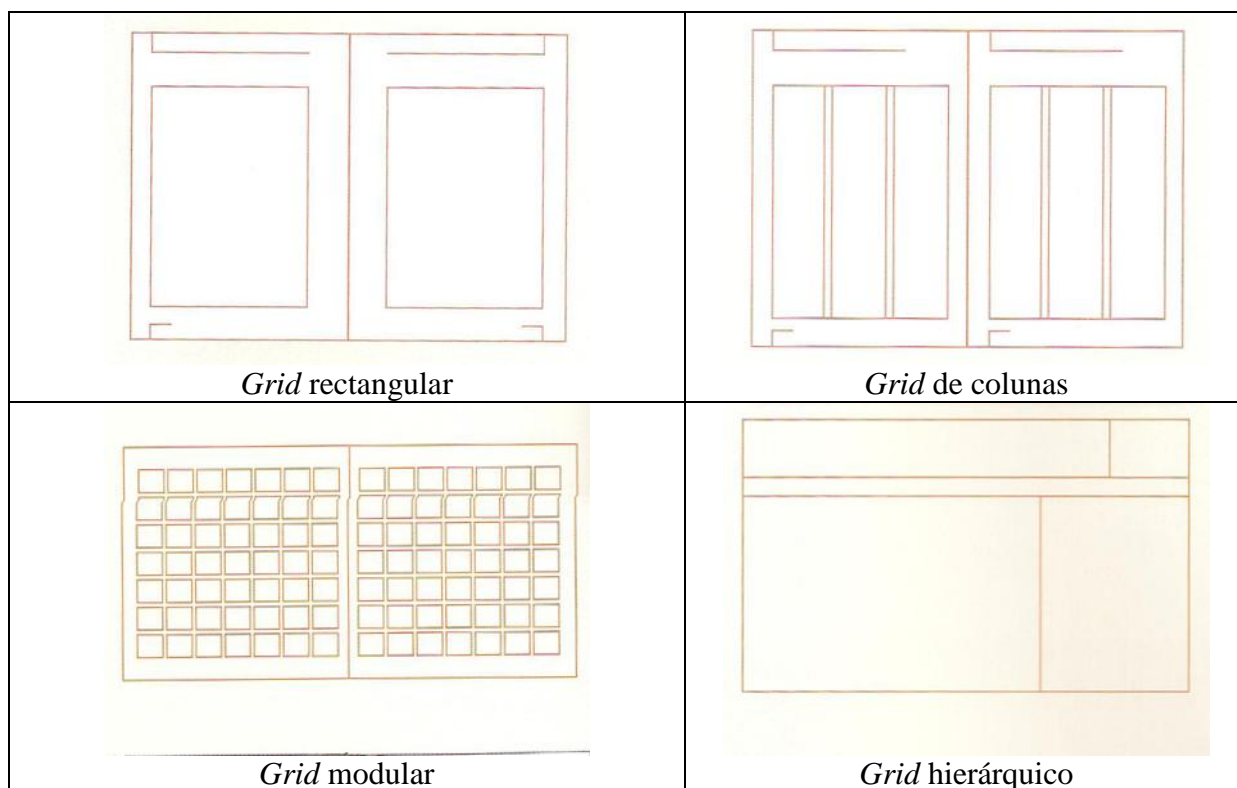 Grid rectangular
Grid de colunas
Grid modular
Grid hierárquico